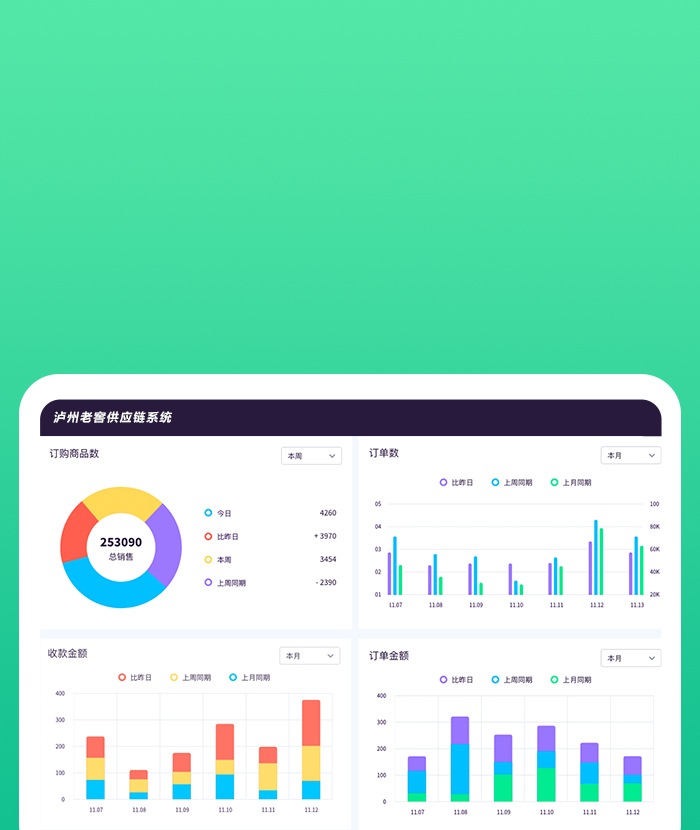 泸州老窖供应链系统
订购商品数
本周
253090
总销售
今日 4260
比昨日 + 3970
本周 3454
上周同期 - 2390
订单数
本月
比昨日 上周同期 上月同期
05 100
04 80K
03 60K
02 40K
01 20K
11.07 11.08 11.09 11.10 11.11 11.12 11.13
收款金额
本月
比昨日 上周同期 上月同期
400
300
200
100
0
11.07 11.08 11.09 11.10 11.11 11.12
订单金额
本月
比昨日 上周同期 上月同期
400
300
200
100
0
11.07 11.08 11.09 11.10 11.11 11.12